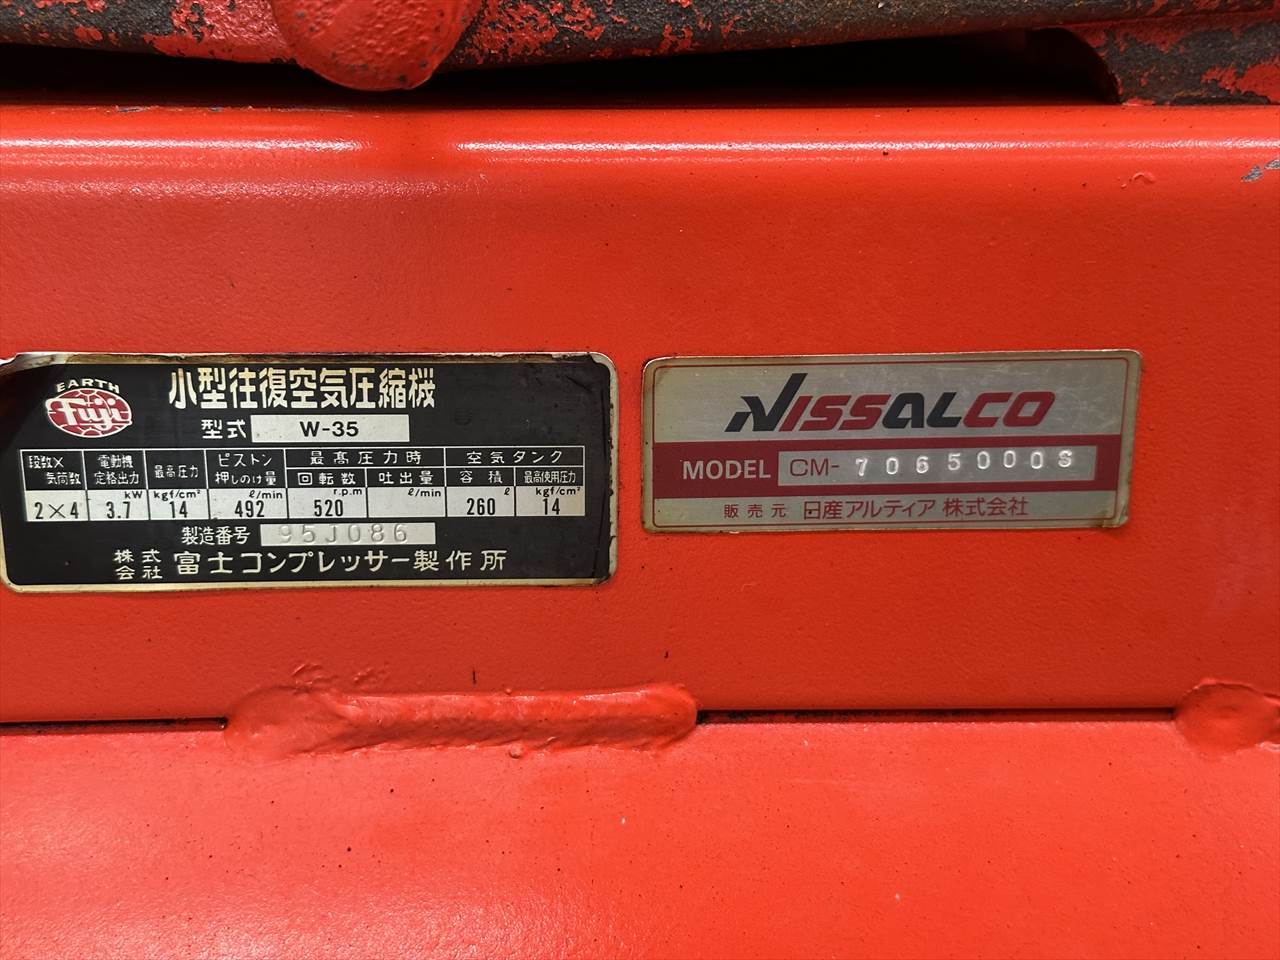 EARTH
Fuji
小型往復空気圧縮機
型式 W-35
段数× 電動機 最高圧力 ピストン 最高圧力時 空気タンク
気筒数 定格出力 押しのけ量 回転数 吐出量 容積 最高使用圧力
kW kgf/cm² ℓ/min r.p.m ℓ/min ℓ kgf/cm²
2×4 3.7 14 492 520 260 14
製造番号 95J086
株式会社 富士コンプレッサー製作所
NISSALCO
MODEL CM-7065000S
販売元 日産アルティア株式会社